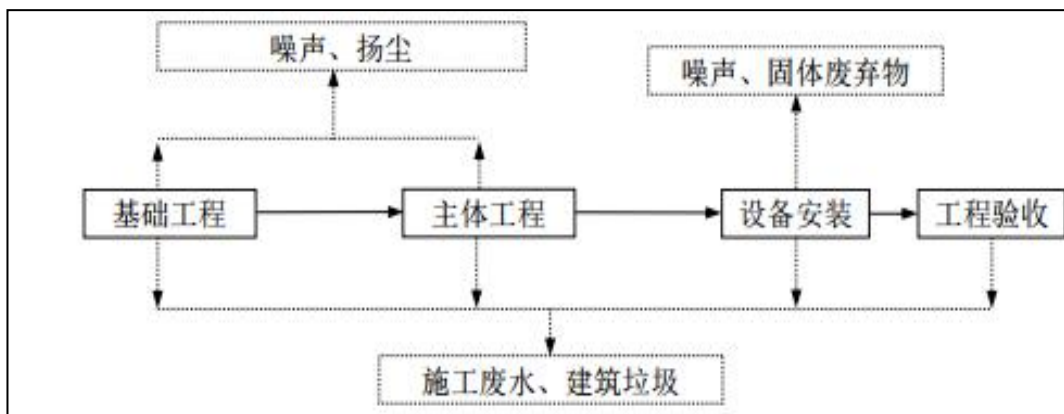 噪声、扬尘
噪声、固体废弃物
基础工程
主体工程
设备安装
工程验收
施工废水、建筑垃圾